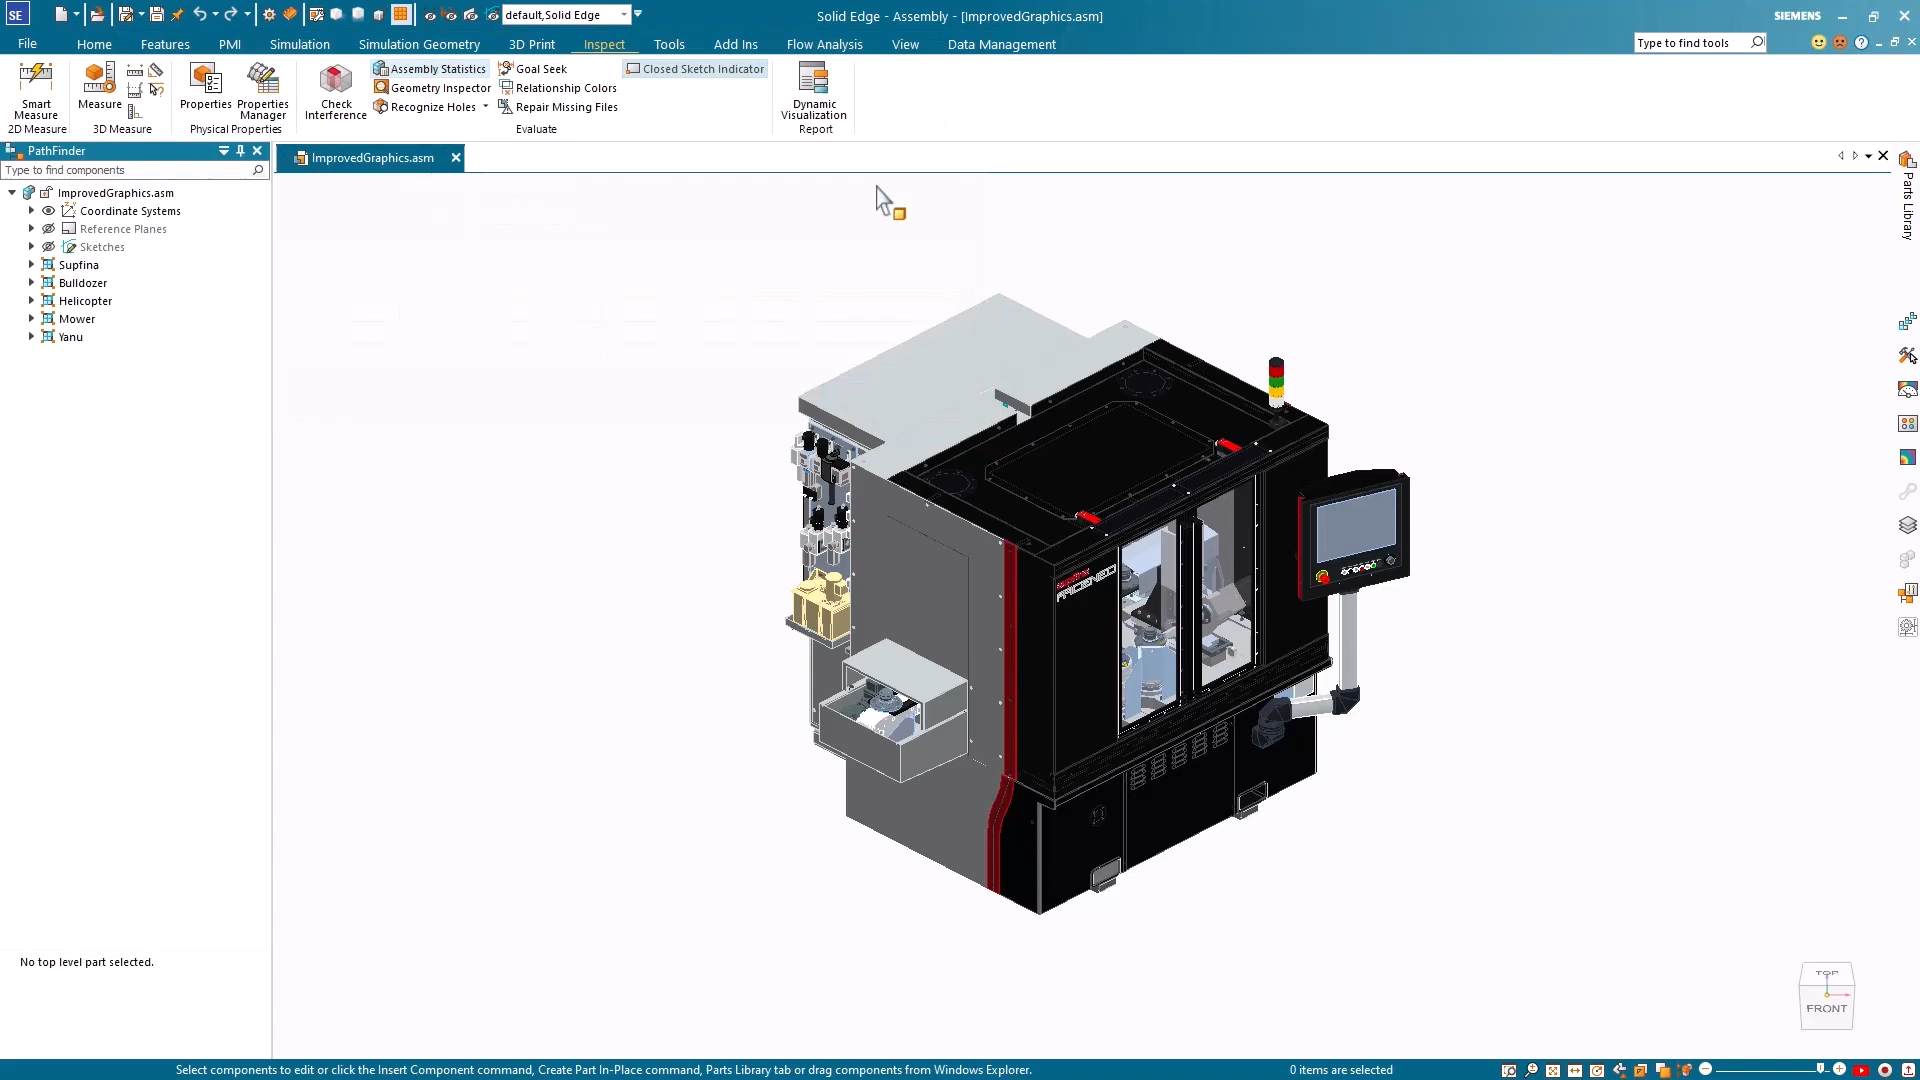 SE
default,Solid Edge
Solid Edge - Assembly - [ImprovedGraphics.asm]
SIEMENS
File
Home
Features
PMI
Simulation
Simulation Geometry
3D Print
Inspect
Tools
Add Ins
Flow Analysis
View
Data Management
Type to find tools
Smart
Measure
2D Measure
Measure
3D Measure
Properties
Properties
Manager
Physical Properties
Check
Interference
Assembly Statistics
Geometry Inspector
Recognize Holes
Goal Seek
Relationship Colors
Repair Missing Files
Closed Sketch Indicator
Evaluate
Dynamic
Visualization
Report
PathFinder
Type to find components
ImprovedGraphics.asm
Coordinate Systems
Reference Planes
Sketches
Supfina
Bulldozer
Helicopter
Mower
Yanu
No top level part selected.
ImprovedGraphics.asm
Parts Library
TOP
FRONT
Select components to edit or click the Insert Component command, Create Part In-Place command, Parts Library tab or drag components from Windows Explorer.
0 items are selected